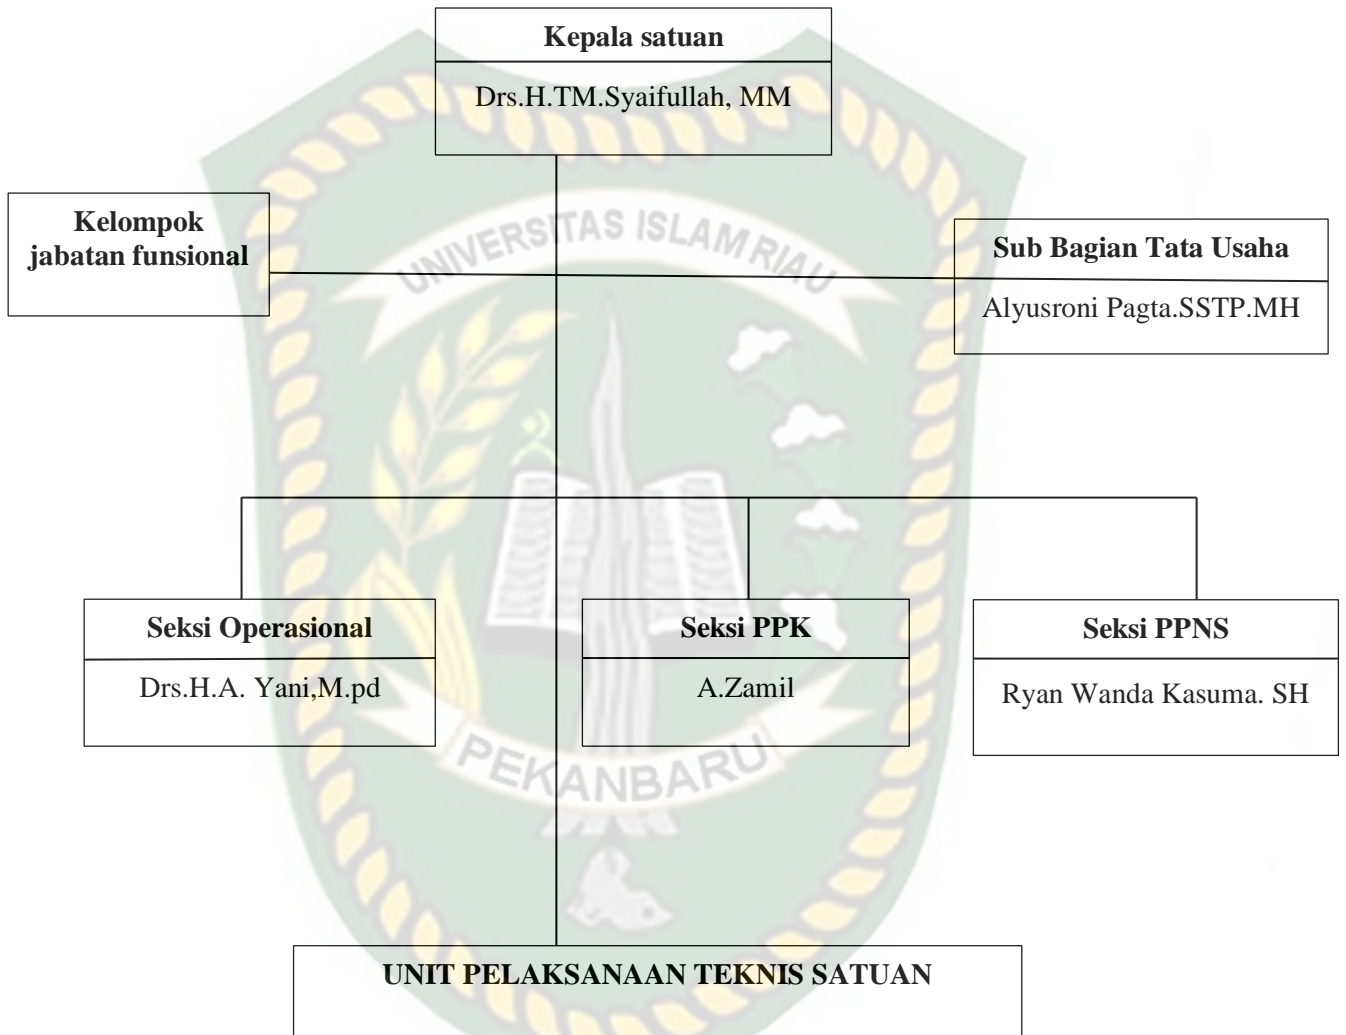 Kepala satuan
Drs.H.TM.Syaifullah, MM
Kelompok
jabatan funsional
UNIVERSITAS ISLAM RIAU
Sub Bagian Tata Usaha
Alyusroni Pagta.SSTP.MH
Seksi Operasional
Drs.H.A. Yani,M.pd
Seksi PPK
A.Zamil
Seksi PPNS
Ryan Wanda Kasuma. SH
PEKANBARU
UNIT PELAKSANAAN TEKNIS SATUAN